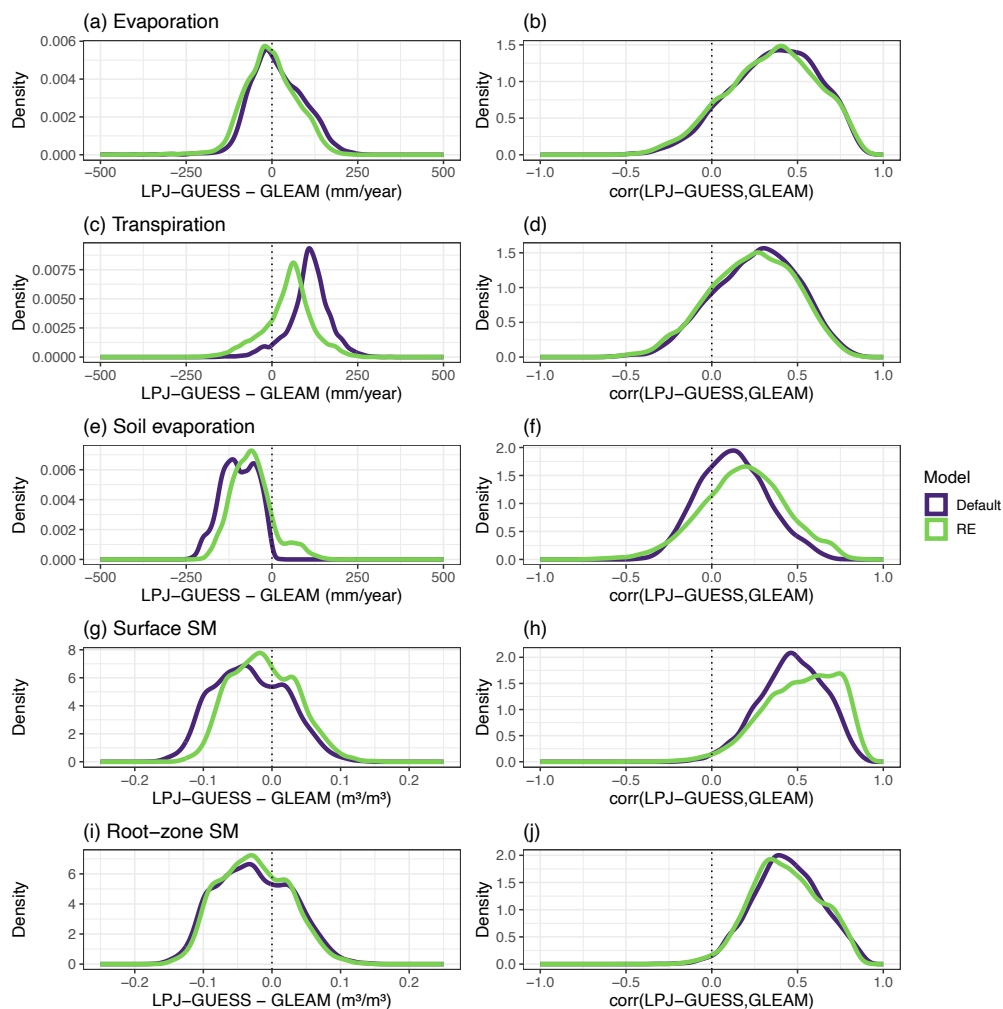 (a) Evaporation
(b)
Density
0.006
0.004
0.002
0.000
−500 −250 0 250 500
LPJ−GUESS − GLEAM (mm/year)
Density
1.5
1.0
0.5
0.0
−1.0 −0.5 0.0 0.5 1.0
corr(LPJ−GUESS,GLEAM)
(c) Transpiration
(d)
Density
0.0075
0.0050
0.0025
0.0000
−500 −250 0 250 500
LPJ−GUESS − GLEAM (mm/year)
Density
1.5
1.0
0.5
0.0
−1.0 −0.5 0.0 0.5 1.0
corr(LPJ−GUESS,GLEAM)
(e) Soil evaporation
(f)
Density
0.006
0.004
0.002
0.000
−500 −250 0 250 500
LPJ−GUESS − GLEAM (mm/year)
Density
2.0
1.5
1.0
0.5
0.0
−1.0 −0.5 0.0 0.5 1.0
corr(LPJ−GUESS,GLEAM)
Model
Default
RE
(g) Surface SM
(h)
Density
8
6
4
2
0
−0.2 −0.1 0.0 0.1 0.2
LPJ−GUESS − GLEAM (m³/m³)
Density
2.0
1.5
1.0
0.5
0.0
−1.0 −0.5 0.0 0.5 1.0
corr(LPJ−GUESS,GLEAM)
(i) Root−zone SM
(j)
Density
6
4
2
0
−0.2 −0.1 0.0 0.1 0.2
LPJ−GUESS − GLEAM (m³/m³)
Density
2.0
1.5
1.0
0.5
0.0
−1.0 −0.5 0.0 0.5 1.0
corr(LPJ−GUESS,GLEAM)